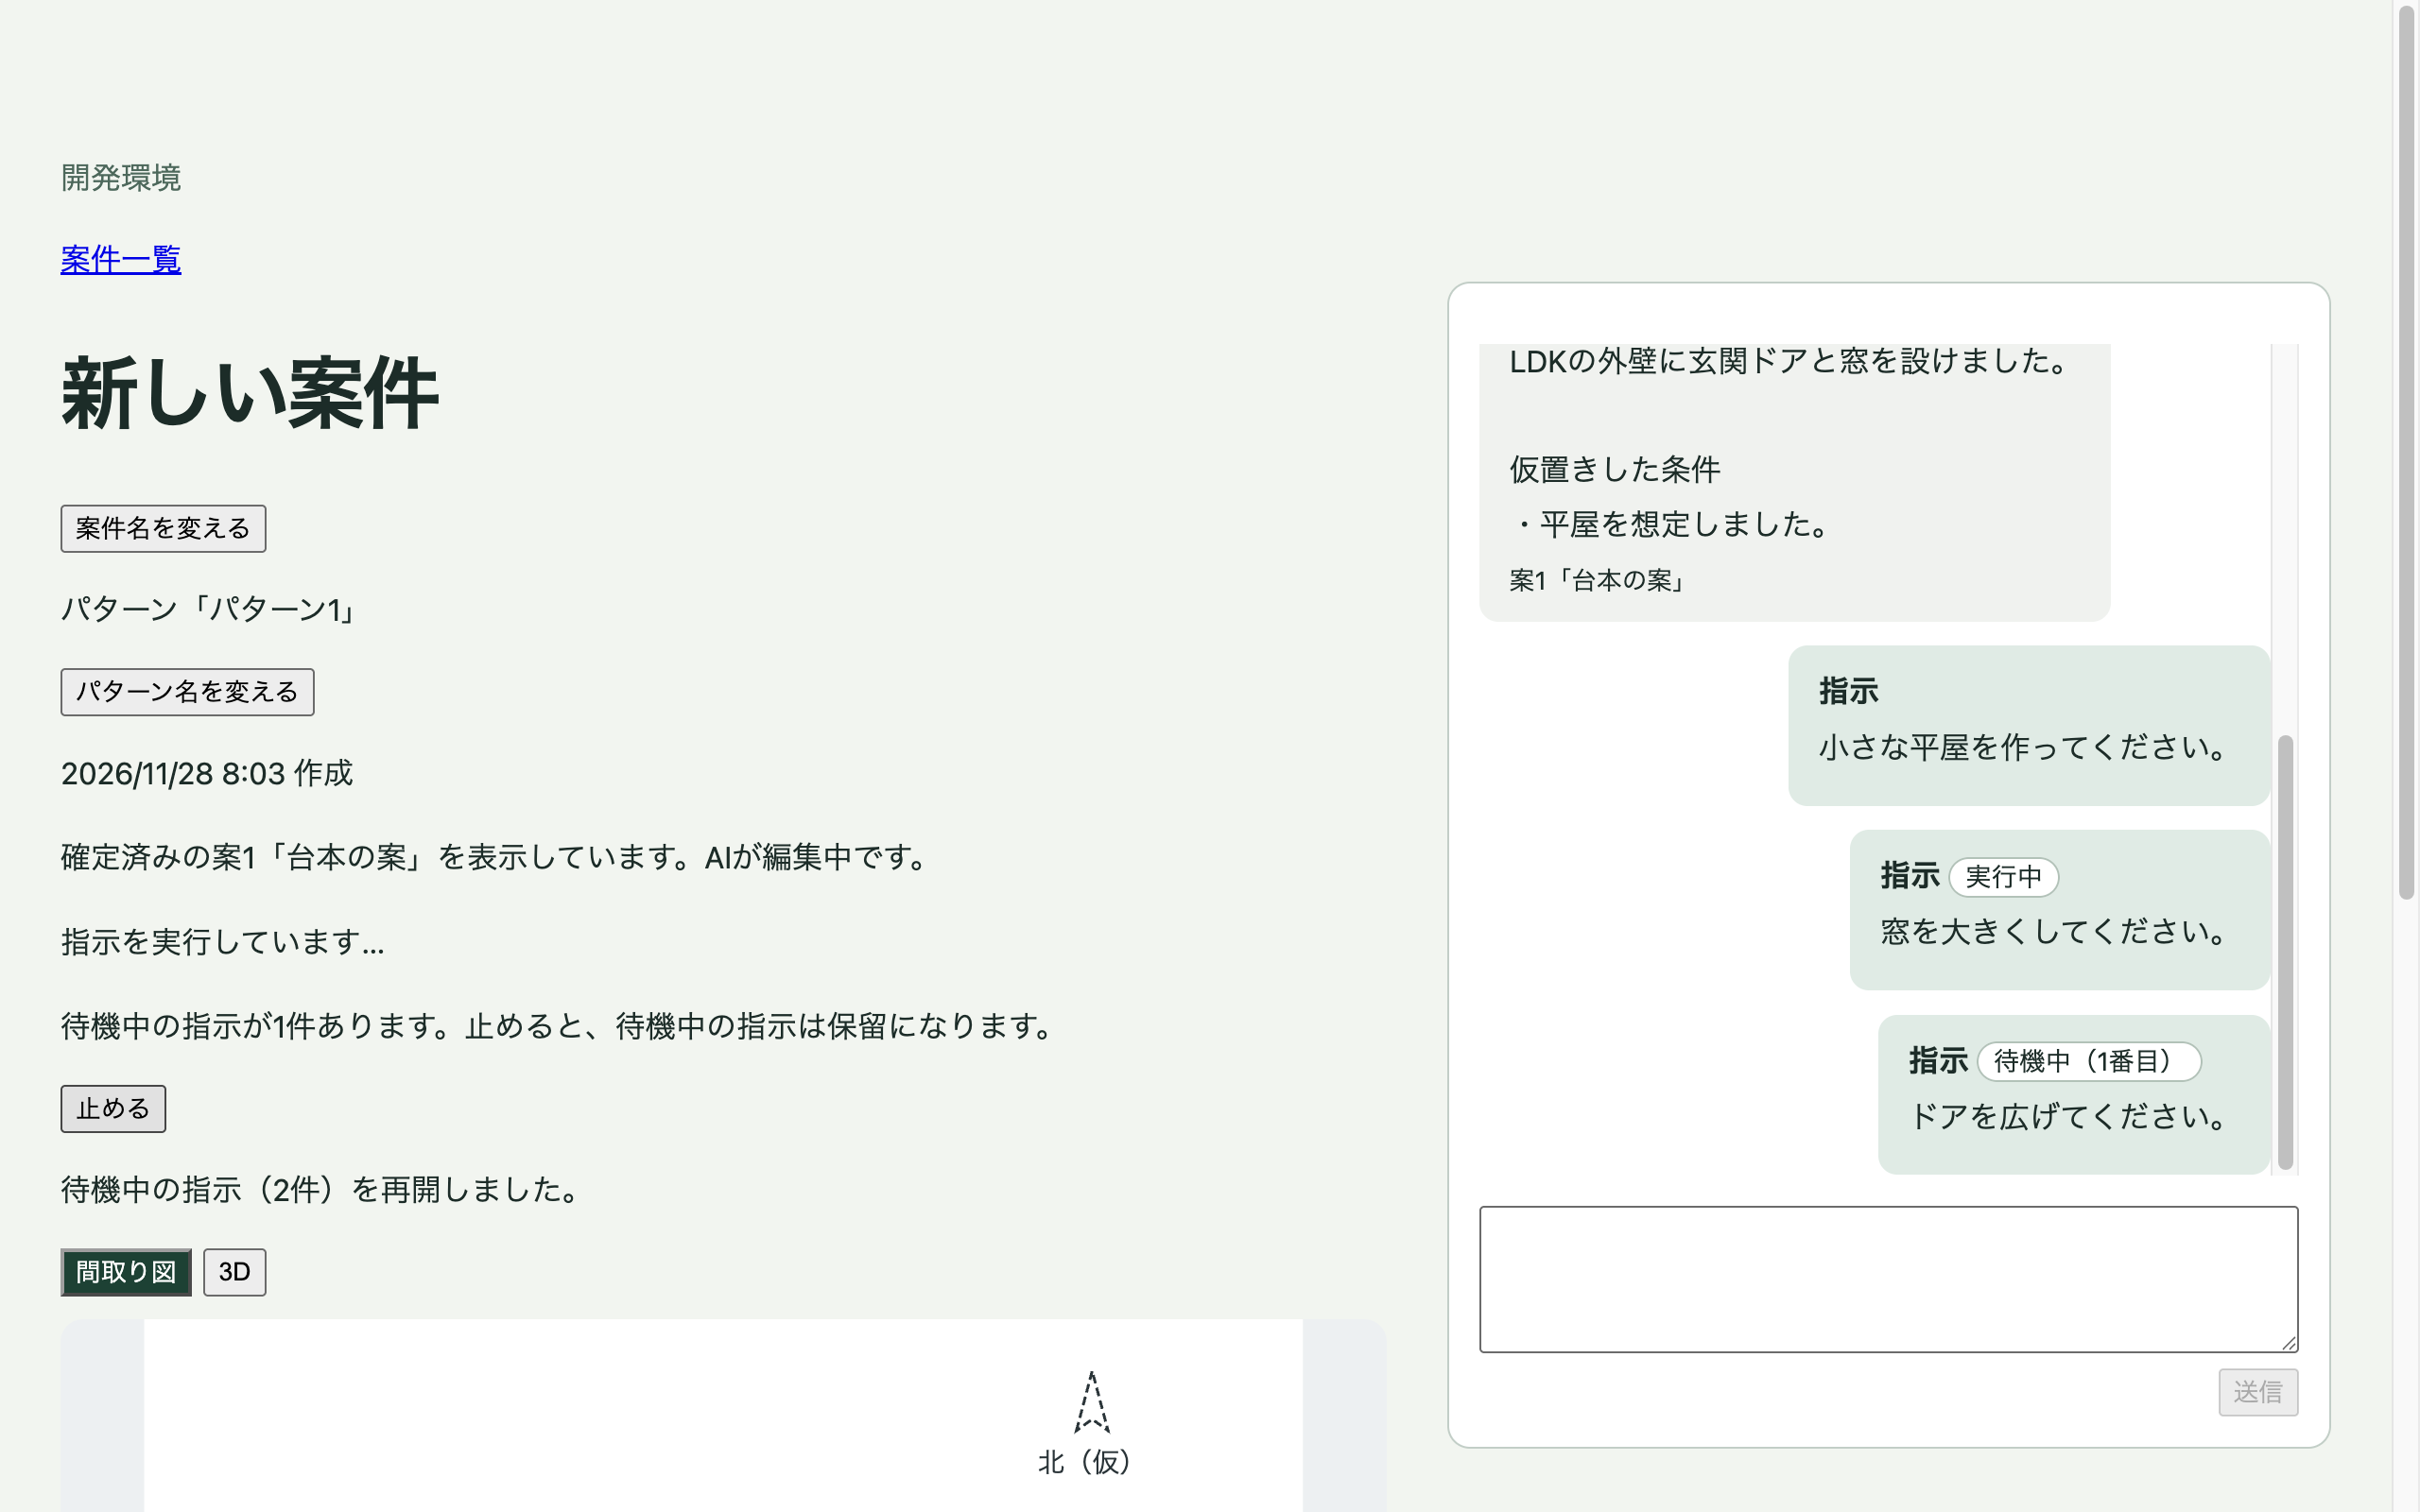 開発環境
案件一覧
新しい案件
案件名を変える
パターン「パターン1」
パターン名を変える
2026/11/28 8:03 作成
確定済みの案1「台本の案」を表示しています。AIが編集中です。
指示を実行しています...
待機中の指示が1件あります。止めると、待機中の指示は保留になります。
止める
待機中の指示（2件）を再開しました。
間取り図 3D
北（仮）
LDKの外壁に玄関ドアと窓を設けました。
仮置きした条件
・平屋を想定しました。
案1「台本の案」
指示
小さな平屋を作ってください。
指示 実行中
窓を大きくしてください。
指示 待機中（1番目）
ドアを広げてください。
送信